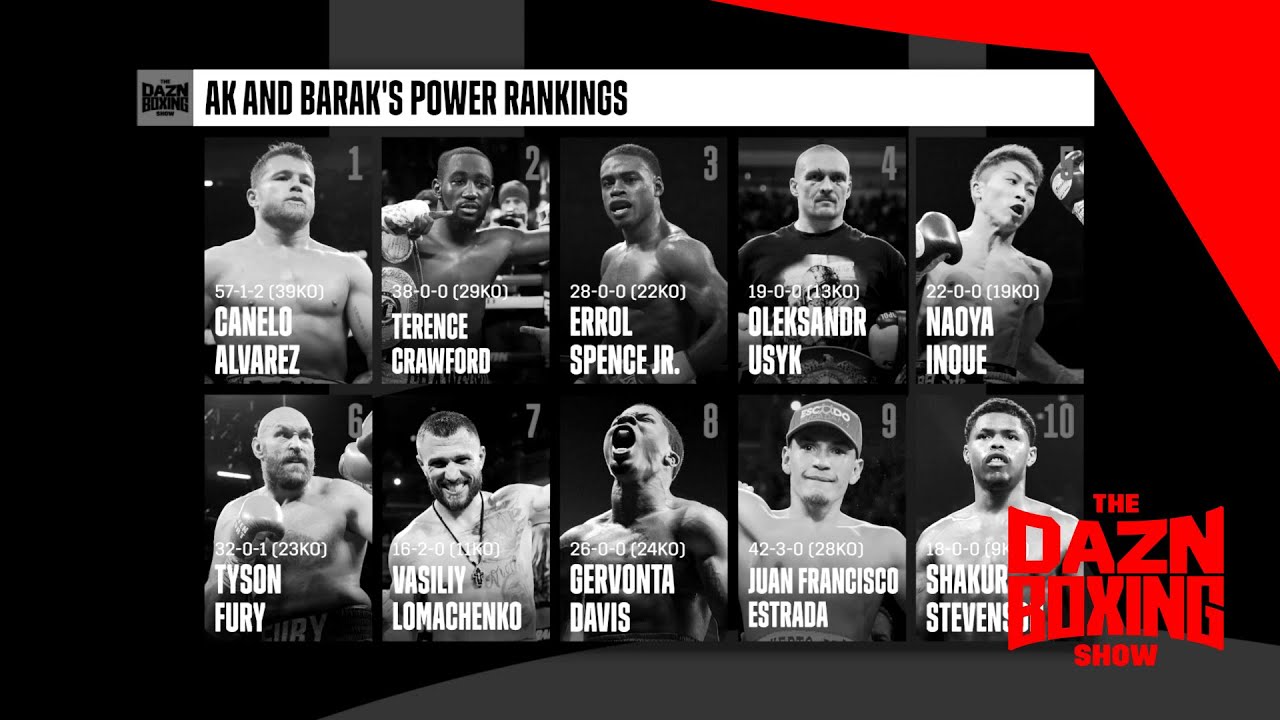 THE
DAZN
BOXING
SHOW
AK AND BARAK'S POWER RANKINGS
1
57-1-2 (39KO)
CANELO
ALVAREZ
2
38-0-0 (29KO)
TERENCE
CRAWFORD
3
28-0-0 (22KO)
ERROL
SPENCE JR.
4
19-0-0 (13KO)
OLEKSANDR
USYK
5
22-0-0 (19KO)
NAOYA
INOUE
6
32-0-1 (23KO)
TYSON
FURY
FURY
7
16-2-0 (11KO)
VASILIY
LOMACHENKO
8
26-0-0 (24KO)
GERVONTA
DAVIS
ESCUDO
9
42-3-0 (28KO)
JUAN FRANCISCO
ESTRADA
10
18-0-0 (9K
SHAKUR
STEVENS
THE
DAZN
BOXING
SHOW